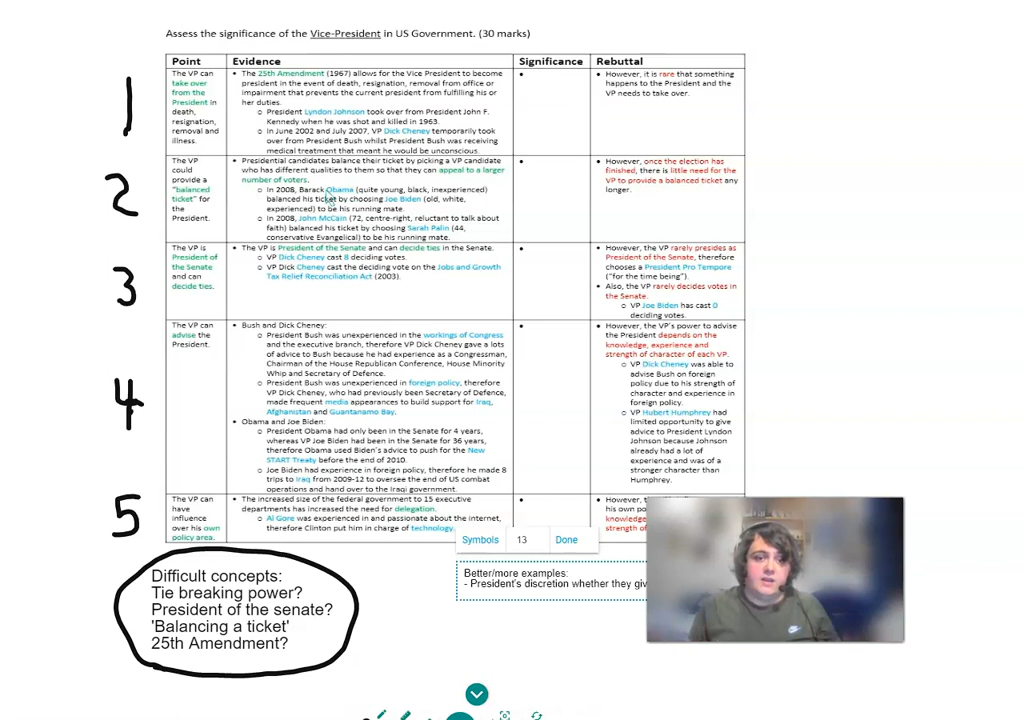 Assess the significance of the Vice-President in US Government. (30 marks)
Point Evidence Significance Rebuttal
1
The VP can
take over
from the
President in
death,
resignation,
removal and
illness.
• The 25th Amendment (1967) allows for the Vice President to become
president in the event of death, resignation, removal from office or
impairment that prevents the current president from fulfilling his or
her duties.
o President Lyndon Johnson took over from President John F.
Kennedy when he was shot and killed in 1963.
o In June 2002 and July 2007, VP Dick Cheney temporarily took
over from President Bush whilst President Bush was receiving
medical treatment that meant he would be unconscious.
•
• However, it is rare that something
happens to the President and the
VP needs to take over.
2
The VP
could
provide a
"balanced
ticket" for
the
President.
• Presidential candidates balance their ticket by picking a VP candidate
who has different qualities to them so that they can appeal to a larger
number of voters.
o In 2008, Barack Obama (quite young, black, inexperienced)
balanced his ticket by choosing Joe Biden (old, white,
experienced) to be his running mate.
o In 2008, John McCain (72, centre-right, reluctant to talk about
faith) balanced his ticket by choosing Sarah Palin (44,
conservative Evangelical) to be his running mate.
•
• However, once the election has
finished, there is little need for the
VP to provide a balanced ticket any
longer.
3
The VP is
President of
the Senate
and can
decide ties.
• The VP is President of the Senate and can decide ties in the Senate.
o VP Dick Cheney cast 8 deciding votes.
o VP Dick Cheney cast the deciding vote on the Jobs and Growth
Tax Relief Reconciliation Act (2003).
•
• However, the VP rarely presides as
President of the Senate, therefore
chooses a President Pro Tempore
("for the time being").
• Also, the VP rarely decides votes in
the Senate.
o VP Joe Biden has cast 0
deciding votes.
4
The VP can
advise the
President.
• Bush and Dick Cheney:
o President Bush was unexperienced in the workings of Congress
and the executive branch, therefore VP Dick Cheney gave a lots
of advice to Bush because he had experience as a Congressman,
Chairman of the House Republican Conference, House Minority
Whip and Secretary of Defence.
o President Bush was unexperienced in foreign policy, therefore
VP Dick Cheney, who had previously been Secretary of Defence,
made frequent media appearances to build support for Iraq,
Afghanistan and Guantanamo Bay.
• Obama and Joe Biden:
o President Obama had only been in the Senate for 4 years,
whereas VP Joe Biden had been in the Senate for 36 years,
therefore Obama used Biden's advice to push for the New
START Treaty before the end of 2010.
o Joe Biden had experience in foreign policy, therefore he made 8
trips to Iraq from 2009-12 to oversee the end of US combat
operations and hand over to the Iraqi government.
•
• However, the VP's power to advise
the President depends on the
knowledge, experience and
strength of character of each VP.
o VP Dick Cheney was able to
advise Bush on foreign
policy due to his strength of
character and experience in
foreign policy.
o VP Hubert Humphrey had
limited opportunity to give
advice to President Lyndon
Johnson because Johnson
already had a lot of
experience and was of a
stronger character than
Humphrey.
5
The VP can
have
influence
over his own
policy area.
• The increased size of the federal government to 15 executive
departments has increased the need for delegation.
o Al Gore was experienced in and passionate about the internet,
therefore Clinton put him in charge of technology.
•
• However,
his own
knowledge
strength of
Symbols 13 Done
Difficult concepts:
Tie breaking power?
President of the senate?
'Balancing a ticket'
25th Amendment?
Better/more examples:
- President's discretion whether they